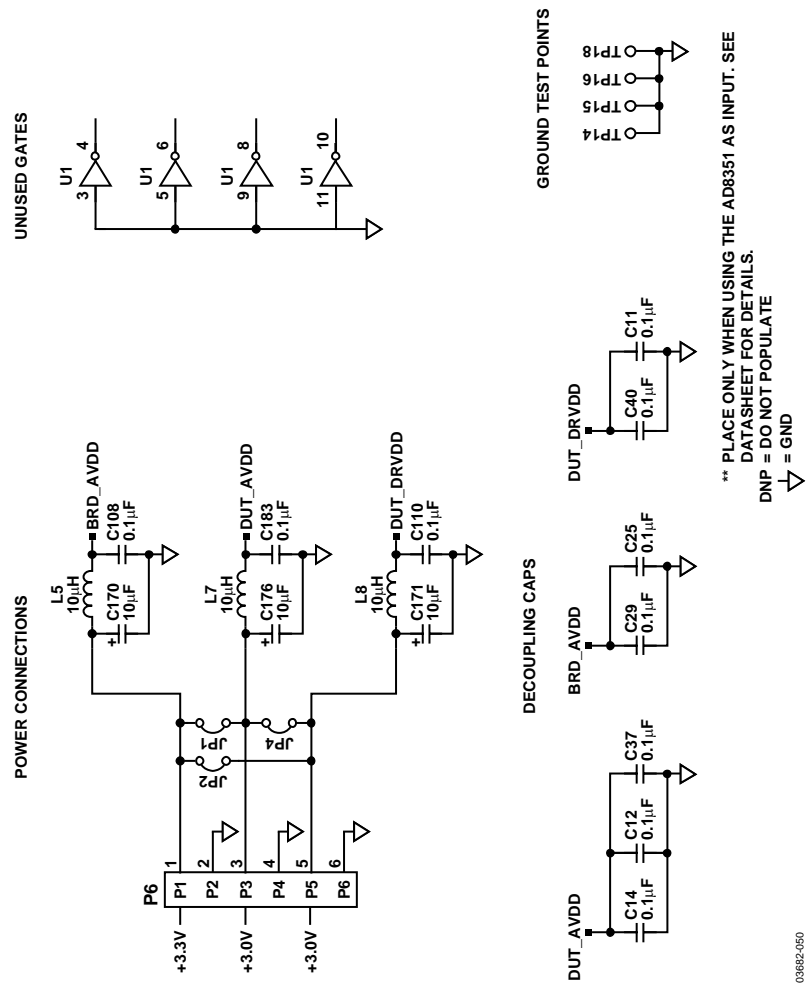 POWER CONNECTIONS
P6
+3.3V P1 1
P2 2
+3.0V P3 3
P4 4
+3.0V P5 5
P6 6
JP2
JP1
JP4
L5
10µH
BRD_AVDD
C170
10µF
C108
0.1µF
+
L7
10µH
DUT_AVDD
C176
10µF
C183
0.1µF
+
L8
10µH
DUT_DRVDD
C171
10µF
C110
0.1µF
+
UNUSED GATES
U1
3 4
U1
5 6
U1
9 8
U1
11 10
DECOUPLING CAPS
DUT_AVDD
C14
0.1µF
C12
0.1µF
C37
0.1µF
BRD_AVDD
C29
0.1µF
C25
0.1µF
DUT_DRVDD
C40
0.1µF
C11
0.1µF
GROUND TEST POINTS
TP14
TP15
TP16
TP18
** PLACE ONLY WHEN USING THE AD8351 AS INPUT. SEE
DATASHEET FOR DETAILS.
DNP = DO NOT POPULATE
= GND
03682-050